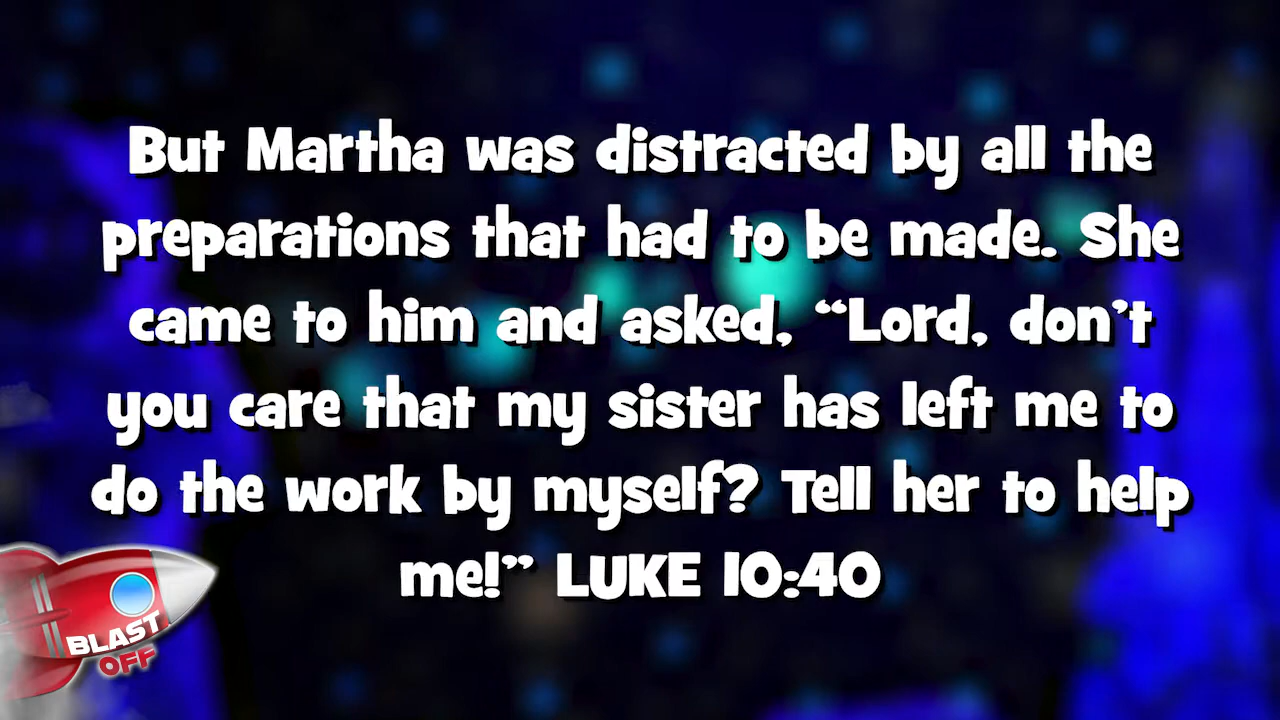 But Martha was distracted by all the
preparations that had to be made. She
came to him and asked, “Lord, don’t
you care that my sister has left me to
do the work by myself? Tell her to help
me!” LUKE 10:40
BLAST
OFF